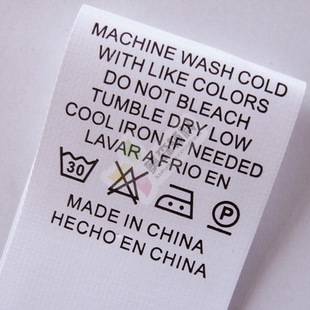 MACHINE WASH COLD
WITH LIKE COLORS
DO NOT BLEACH
TUMBLE DRY LOW
COOL IRON IF NEEDED
LAVAR A FRIO EN
30
P
MADE IN CHINA
HECHO EN CHINA